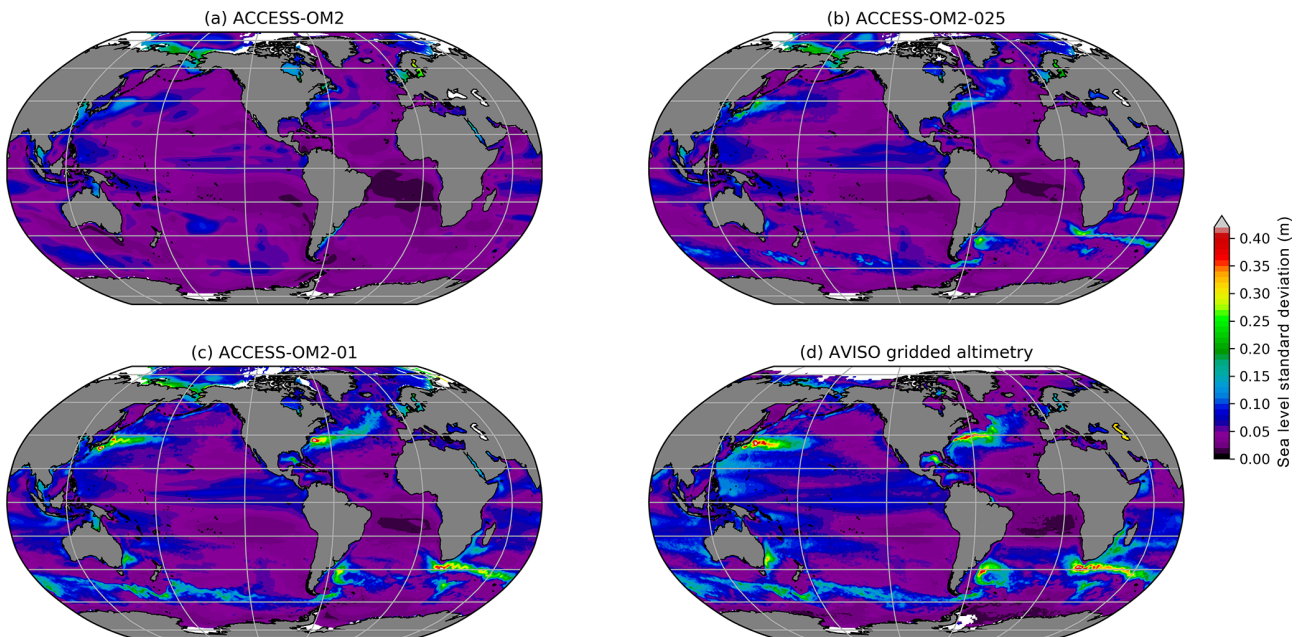 (a) ACCESS-OM2
(b) ACCESS-OM2-025
(c) ACCESS-OM2-01
(d) AVISO gridded altimetry
0.40
0.35
0.30
0.25
0.20
0.15
0.10
0.05
0.00
Sea level standard deviation (m)